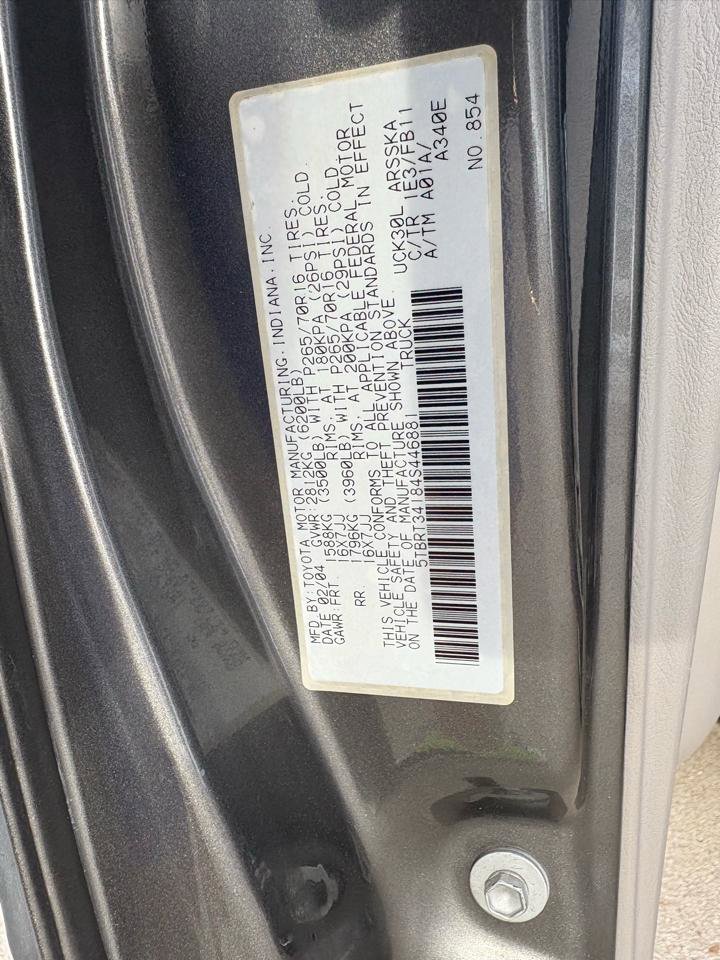 MFD BY:TOYOTA MOTOR MANUFACTURING.INDIANA.INC.
DATE 02/04 GVWR:2812KG (6200LB)
GAWR:FRT. 1588KG (3500LB) WITH P265/70R16 TIRES.
16X7JJ RIMS, AT 180KPA (26PSI) COLD.
RR. 1796KG (3960LB) WITH P265/70R16 TIRES.
16X7JJ RIMS, AT 200KPA (29PSI) COLD
THIS VEHICLE CONFORMS TO ALL APPLICABLE FEDERAL MOTOR
VEHICLE SAFETY AND THEFT PREVENTION STANDARDS IN EFFECT
ON THE DATE OF MANUFACTURE SHOWN ABOVE.
5TBRT34184S446881 TRUCK
UCK30L ARSSKA
C/TR 1E3/FB11
A/TM A01A/
A340E
NO.854